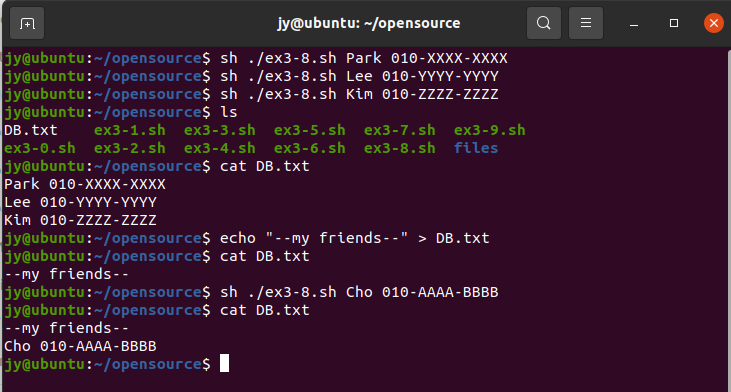 jy@ubuntu: ~/opensource
jy@ubuntu:~/opensource$ sh ./ex3-8.sh Park 010-XXXX-XXXX
jy@ubuntu:~/opensource$ sh ./ex3-8.sh Lee 010-YYYY-YYYY
jy@ubuntu:~/opensource$ sh ./ex3-8.sh Kim 010-ZZZZ-ZZZZ
jy@ubuntu:~/opensource$ ls
DB.txt    ex3-1.sh  ex3-3.sh  ex3-5.sh  ex3-7.sh  ex3-9.sh
ex3-0.sh  ex3-2.sh  ex3-4.sh  ex3-6.sh  ex3-8.sh  files
jy@ubuntu:~/opensource$ cat DB.txt
Park 010-XXXX-XXXX
Lee 010-YYYY-YYYY
Kim 010-ZZZZ-ZZZZ
jy@ubuntu:~/opensource$ echo "--my friends--" > DB.txt
jy@ubuntu:~/opensource$ cat DB.txt
--my friends--
jy@ubuntu:~/opensource$ sh ./ex3-8.sh Cho 010-AAAA-BBBB
jy@ubuntu:~/opensource$ cat DB.txt
--my friends--
Cho 010-AAAA-BBBB
jy@ubuntu:~/opensource$